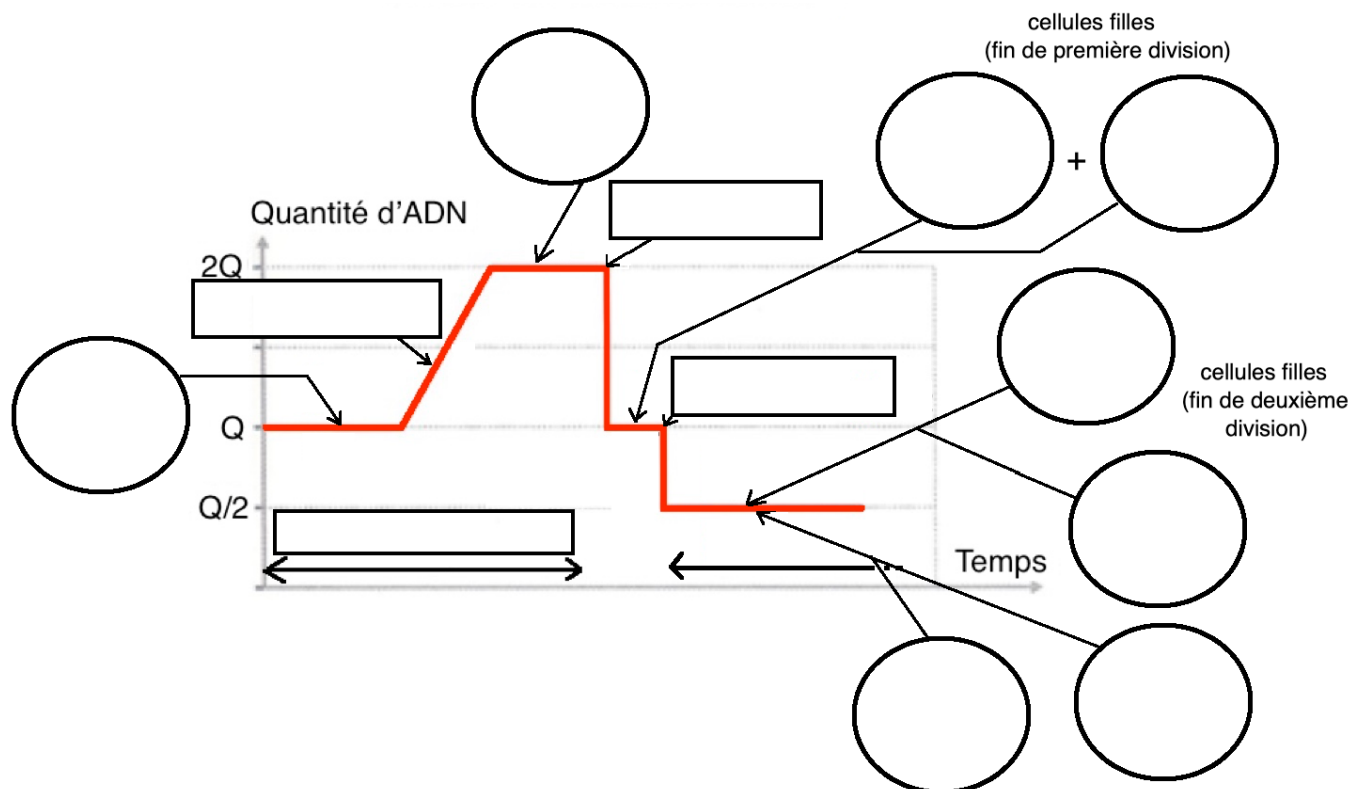 cellules filles
(fin de première division)
+
Quantité d'ADN
2Q
Q
cellules filles
(fin de deuxième
division)
Q/2
Temps